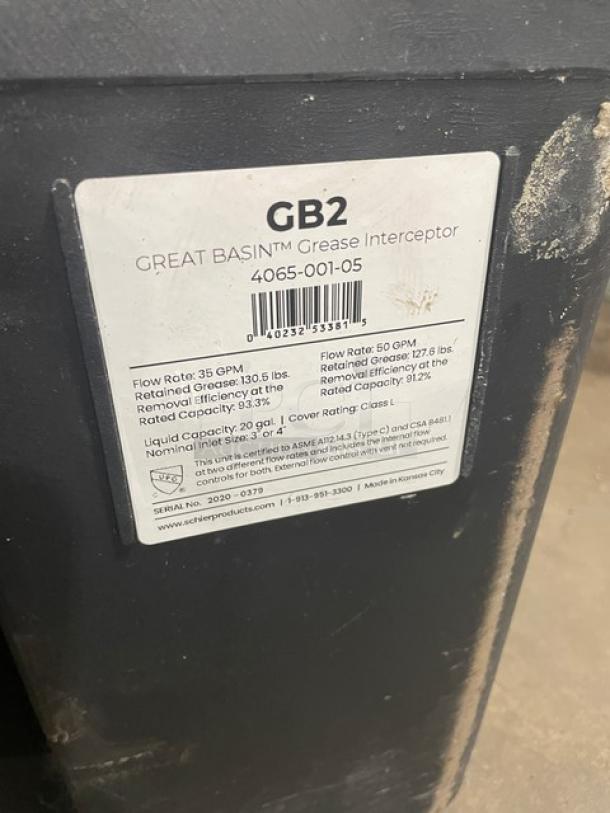 GB2
GREAT BASIN™ Grease Interceptor
4065-001-05
0 40232 53381 5
Flow Rate: 35 GPM
Retained Grease: 130.5 lbs.
Removal Efficiency at the
Rated Capacity: 93.3%
Flow Rate: 50 GPM
Retained Grease: 127.6 lbs.
Removal Efficiency at the
Rated Capacity: 91.2%
Liquid Capacity: 20 gal. | Cover Rating: Class L
Nominal Inlet Size: 3" or 4"
UPC
This unit is certified to ASME A112.14.3 (Type C) and CSA B481.1
at two different flow rates and includes the internal flow
controls for both. External flow control with vent not required.
SERIAL No. 2020-0379
www.schierproducts.com | 1-913-951-3300 | Made in Kansas City